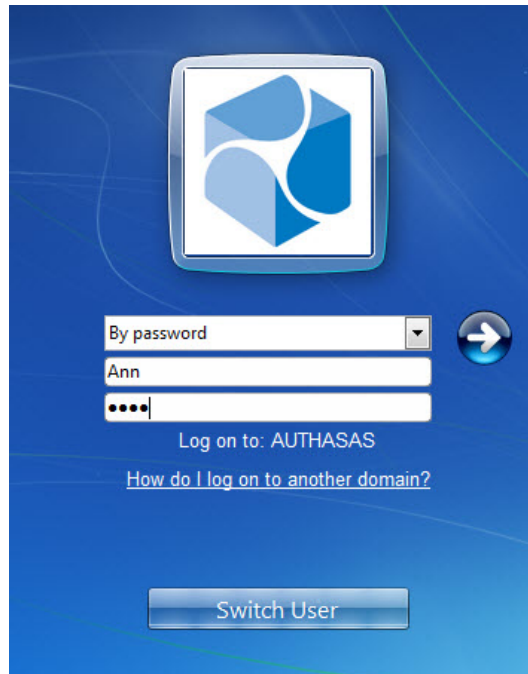 By password
Ann
••••
Log on to: AUTHASAS
How do I log on to another domain?
Switch User